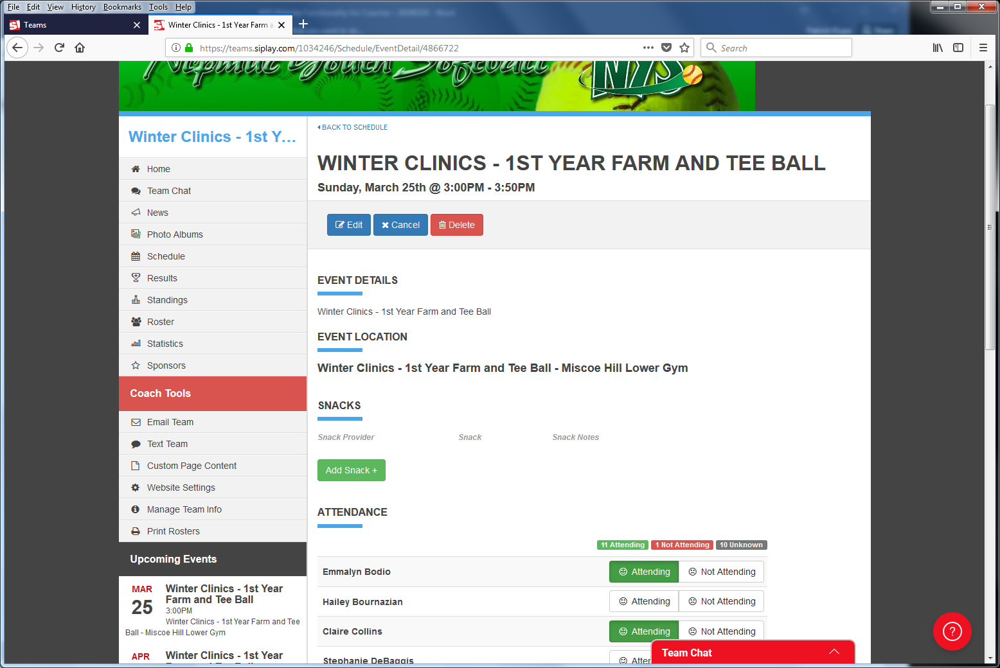 File Edit View History Bookmarks Tools Help
Teams
Winter Clinics - 1st Year Farm a
https://teams.siplay.com/1034246/Schedule/EventDetail/4866722
Search
Neptune Youth Softball
NYS
Winter Clinics - 1st Y...
Home
Team Chat
News
Photo Albums
Schedule
Results
Standings
Roster
Statistics
Sponsors
Coach Tools
Email Team
Text Team
Custom Page Content
Website Settings
Manage Team Info
Print Rosters
Upcoming Events
MAR
25
Winter Clinics - 1st Year
Farm and Tee Ball
3:00PM
Winter Clinics - 1st Year Farm and Tee
Ball - Miscoe Hill Lower Gym
APR
Winter Clinics - 1st Year
BACK TO SCHEDULE
WINTER CLINICS - 1ST YEAR FARM AND TEE BALL
Sunday, March 25th @ 3:00PM - 3:50PM
Edit
Cancel
Delete
EVENT DETAILS
Winter Clinics - 1st Year Farm and Tee Ball
EVENT LOCATION
Winter Clinics - 1st Year Farm and Tee Ball - Miscoe Hill Lower Gym
SNACKS
Snack Provider Snack Snack Notes
Add Snack +
ATTENDANCE
11 Attending 1 Not Attending 10 Unknown
Emmalyn Bodio Attending Not Attending
Hailey Bournazian Attending Not Attending
Claire Collins Attending Not Attending
Stephanie DeBaggis Atter
Team Chat
?